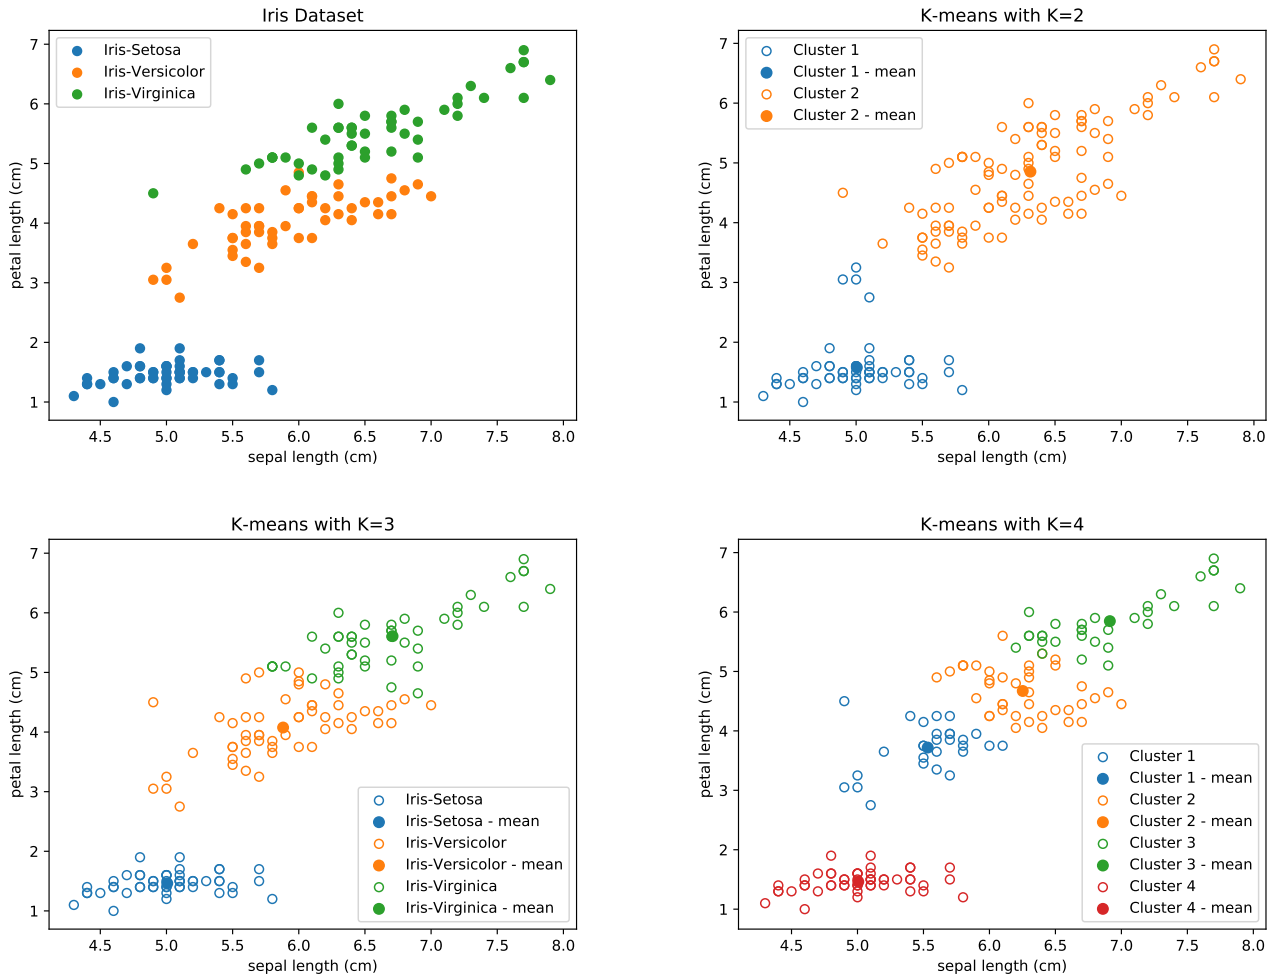 Iris Dataset
Iris-Setosa
Iris-Versicolor
Iris-Virginica
petal length (cm)
7
6
5
4
3
2
1
4.5 5.0 5.5 6.0 6.5 7.0 7.5 8.0
sepal length (cm)
K-means with K=2
Cluster 1
Cluster 1 - mean
Cluster 2
Cluster 2 - mean
petal length (cm)
7
6
5
4
3
2
1
4.5 5.0 5.5 6.0 6.5 7.0 7.5 8.0
sepal length (cm)
K-means with K=3
petal length (cm)
7
6
5
4
3
2
1
Iris-Setosa
Iris-Setosa - mean
Iris-Versicolor
Iris-Versicolor - mean
Iris-Virginica
Iris-Virginica - mean
4.5 5.0 5.5 6.0 6.5 7.0 7.5 8.0
sepal length (cm)
K-means with K=4
petal length (cm)
7
6
5
4
3
2
1
Cluster 1
Cluster 1 - mean
Cluster 2
Cluster 2 - mean
Cluster 3
Cluster 3 - mean
Cluster 4
Cluster 4 - mean
4.5 5.0 5.5 6.0 6.5 7.0 7.5 8.0
sepal length (cm)